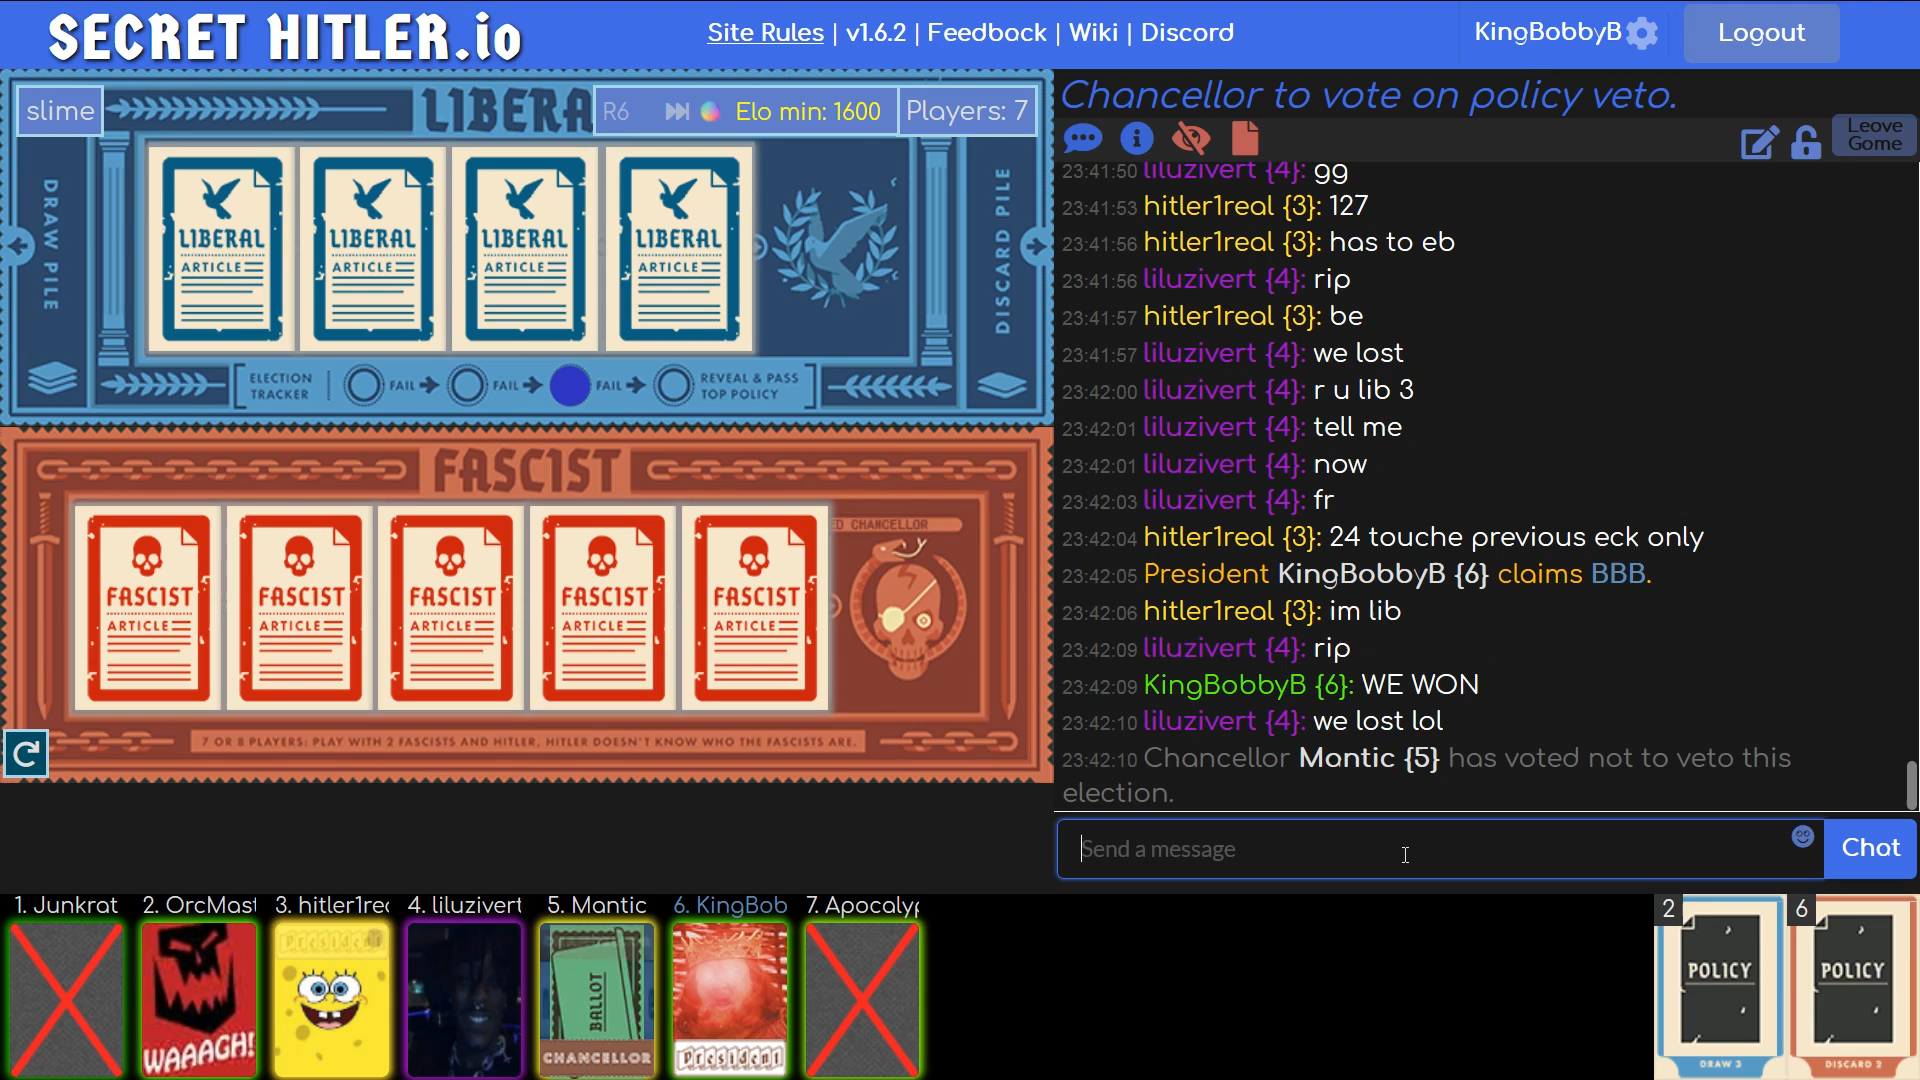 SECRET HITLER.io
Site Rules | v1.6.2 | Feedback | Wiki | Discord
KingBobbyB
Logout
slime
LIBERA
R6
Elo min: 1600
Players: 7
DRAW PILE
LIBERAL
ARTICLE
LIBERAL
ARTICLE
LIBERAL
ARTICLE
LIBERAL
ARTICLE
DISCARD PILE
ELECTION
TRACKER
FAIL
FAIL
FAIL
REVEAL & PASS
TOP POLICY
FASCIST
FASCIST
ARTICLE
FASCIST
ARTICLE
FASCIST
ARTICLE
FASCIST
ARTICLE
FASCIST
ARTICLE
ED CHANCELLOR
7 OR 8 PLAYERS: PLAY WITH 2 FASCISTS AND HITLER, HITLER DOESN'T KNOW WHO THE FASCISTS ARE.
Chancellor to vote on policy veto.
Leave
Game
23:41:50 liluzivert {4}: gg
23:41:53 hitler1real {3}: 127
23:41:56 hitler1real {3}: has to eb
23:41:56 liluzivert {4}: rip
23:41:57 hitler1real {3}: be
23:41:57 liluzivert {4}: we lost
23:42:00 liluzivert {4}: r u lib 3
23:42:01 liluzivert {4}: tell me
23:42:01 liluzivert {4}: now
23:42:03 liluzivert {4}: fr
23:42:04 hitler1real {3}: 24 touche previous eck only
23:42:05 President KingBobbyB {6} claims BBB.
23:42:06 hitler1real {3}: im lib
23:42:09 liluzivert {4}: rip
23:42:09 KingBobbyB {6}: WE WON
23:42:10 liluzivert {4}: we lost lol
23:42:10 Chancellor Mantic {5} has voted not to veto this
election.
Send a message
Chat
1. Junkrat
2. OrcMast
3. hitler1rec
4. liluzivert
5. Mantic
6. KingBob
7. Apocaly
WAAAGH!
President
BALLOT
CHANCELLOR
President
2
POLICY
DRAW 3
6
POLICY
DISCARD 2